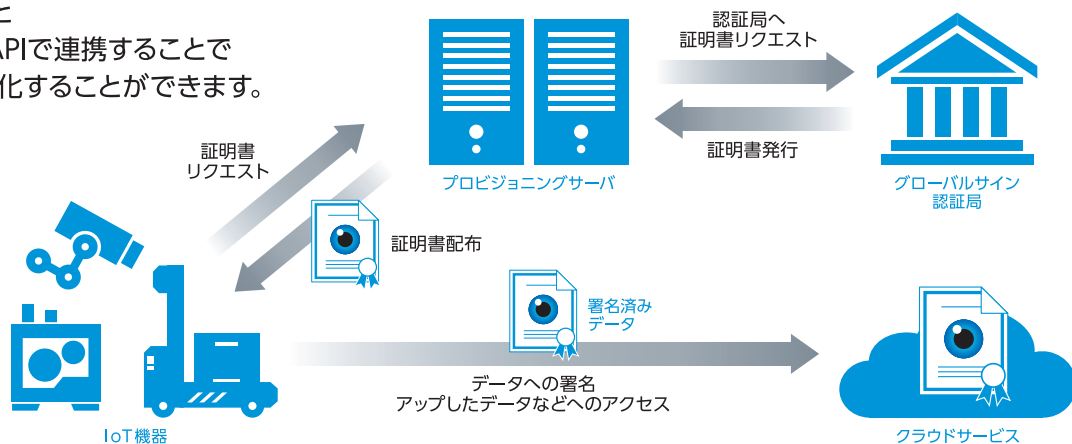 と
APIで連携することで
化することができます。
認証局へ
証明書リクエスト
証明書発行
証明書
リクエスト
プロビジョニングサーバ
グローバルサイン
認証局
証明書配布
署名済み
データ
データへの署名
アップしたデータなどへのアクセス
IoT機器
クラウドサービス